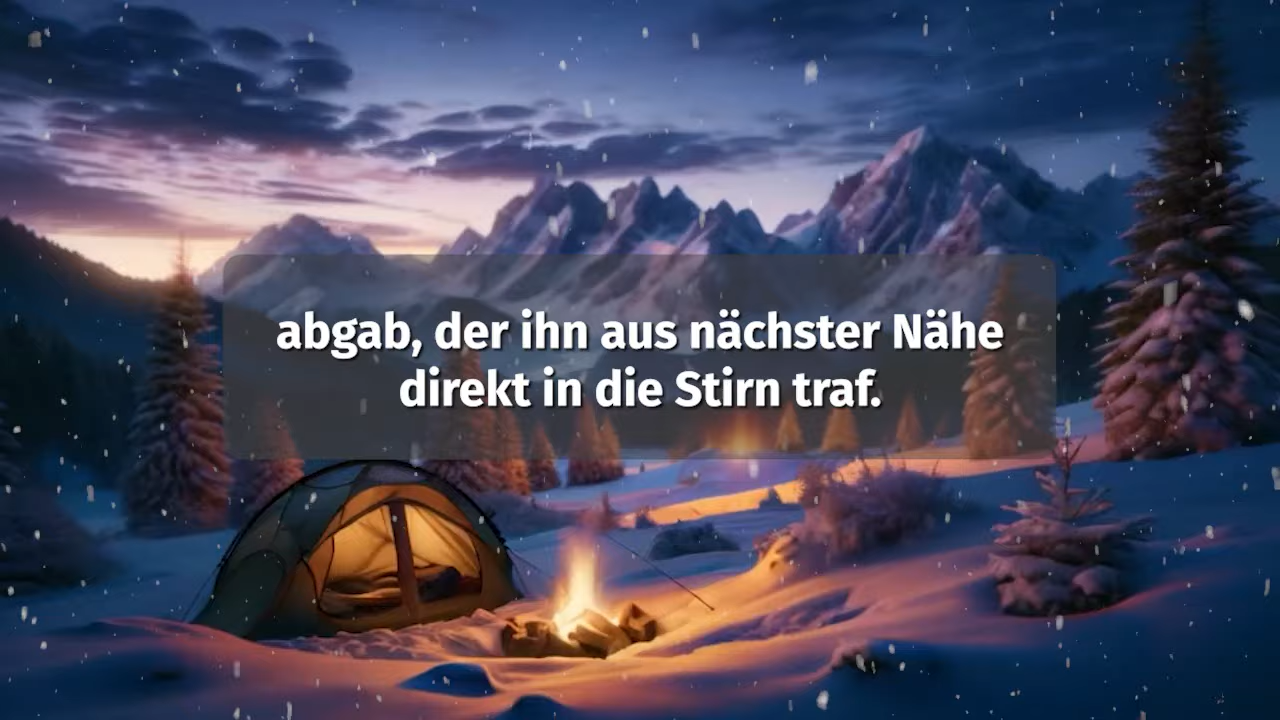 abgab, der ihn aus nächster Nähe
direkt in die Stirn traf.